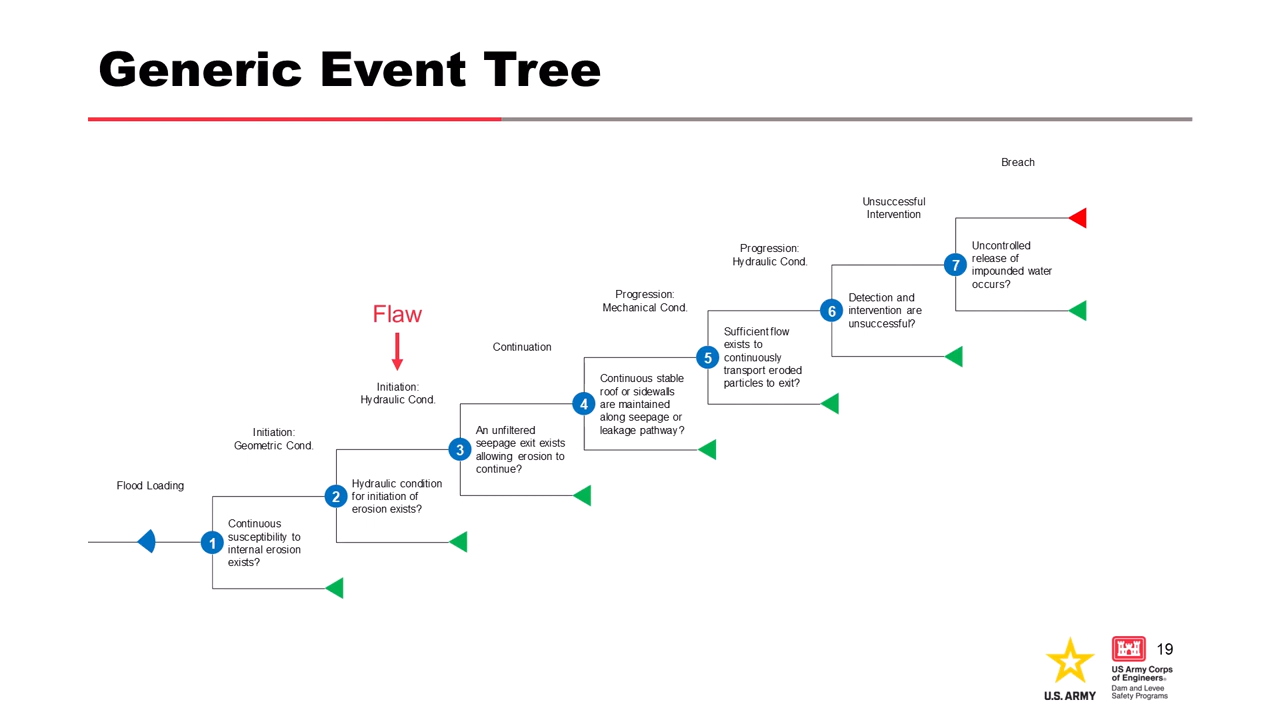 Generic Event Tree
Breach
Unsuccessful
Intervention
Uncontrolled
release of
impounded water
occurs?
7
Progression:
Hydraulic Cond.
Detection and
intervention are
unsuccessful?
6
Progression:
Mechanical Cond.
Sufficient flow
exists to
continuously
transport eroded
particles to exit?
5
Flaw
Continuation
Continuous stable
roof or sidewalls
are maintained
along seepage or
leakage pathway?
4
Initiation:
Hydraulic Cond.
An unfiltered
seepage exit exists
allowing erosion to
continue?
3
Initiation:
Geometric Cond.
Hydraulic condition
for initiation of
erosion exists?
2
Flood Loading
Continuous
susceptibility to
internal erosion
exists?
1
U.S. ARMY
US Army Corps
of Engineers®
Dam and Levee
Safety Programs
19